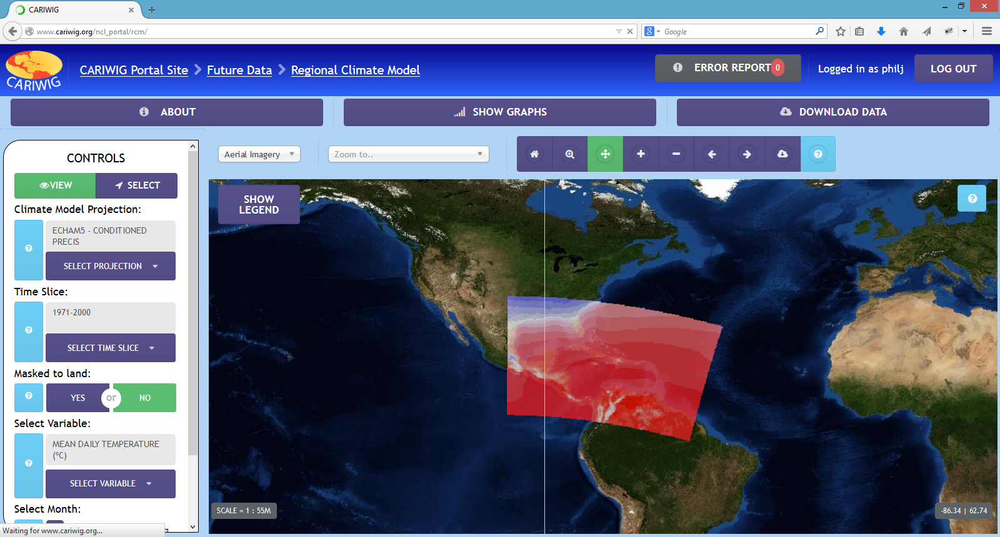 CARIWIG
www.cariwig.org/ncl_portal/rcm/
Google
CARIWIG
CARIWIG Portal Site
Future Data
Regional Climate Model
ERROR REPORT 0
Logged in as philj
LOG OUT
ABOUT
SHOW GRAPHS
DOWNLOAD DATA
CONTROLS
VIEW
SELECT
Climate Model Projection:
ECHAM5 - CONDITIONED
PRECIS
SELECT PROJECTION
Time Slice:
1971-2000
SELECT TIME SLICE
Masked to land:
YES
or
NO
Select Variable:
MEAN DAILY TEMPERATURE
(°C)
SELECT VARIABLE
Select Month:
Waiting for www.cariwig.org...
Aerial Imagery
Zoom to..
SHOW
LEGEND
SCALE = 1 : 55M
-86.34 | 62.74